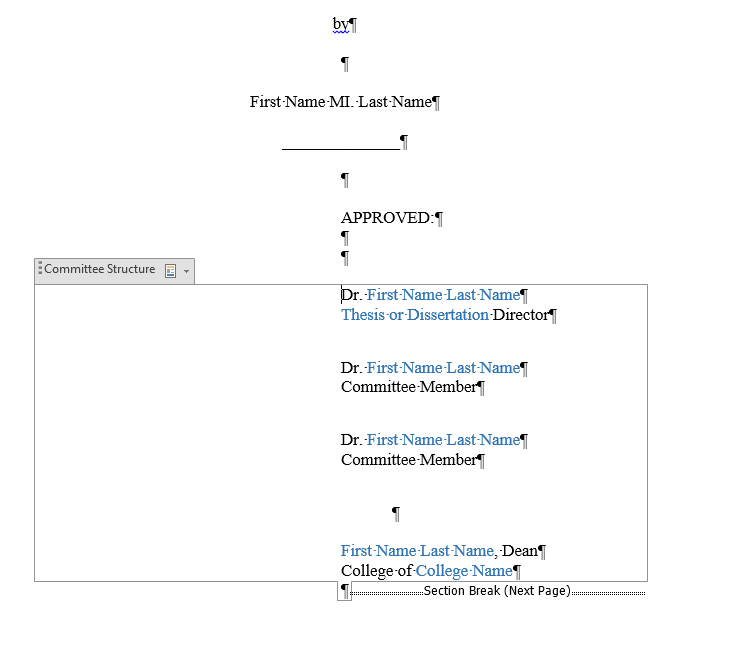 by¶
¶
First·Name·MI.·Last·Name¶
¶
¶
APPROVED:¶
¶
¶
Committee Structure
Dr.·First·Name·Last·Name¶
Thesis·or·Dissertation·Director¶
Dr.·First·Name·Last·Name¶
Committee·Member¶
Dr.·First·Name·Last·Name¶
Committee·Member¶
¶
First·Name·Last·Name,·Dean¶
College·of·College·Name¶
¶ Section Break (Next Page)